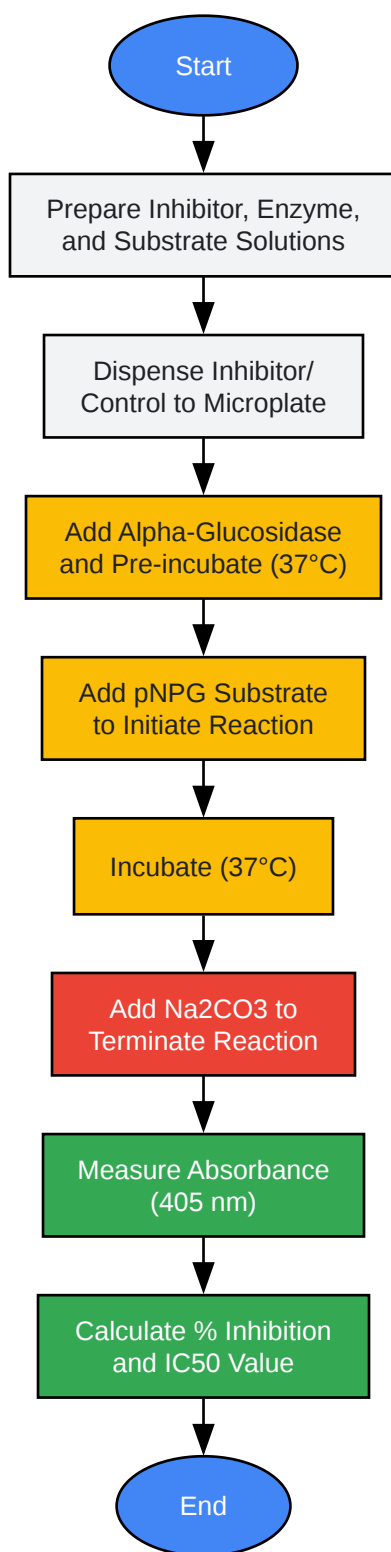 Start
Prepare Inhibitor, Enzyme,
and Substrate Solutions
Dispense Inhibitor/
Control to Microplate
Add Alpha-Glucosidase
and Pre-incubate (37°C)
Add pNPG Substrate
to Initiate Reaction
Incubate (37°C)
Add Na2CO3 to
Terminate Reaction
Measure Absorbance
(405 nm)
Calculate % Inhibition
and IC50 Value
End